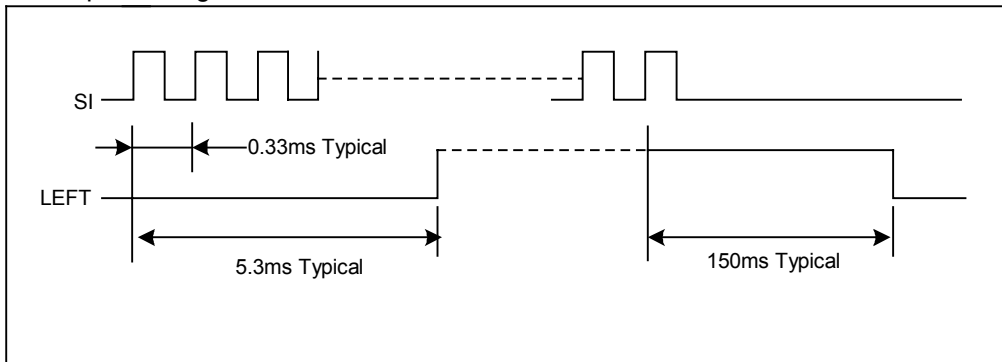 SI
0.33ms Typical
LEFT
5.3ms Typical
150ms Typical